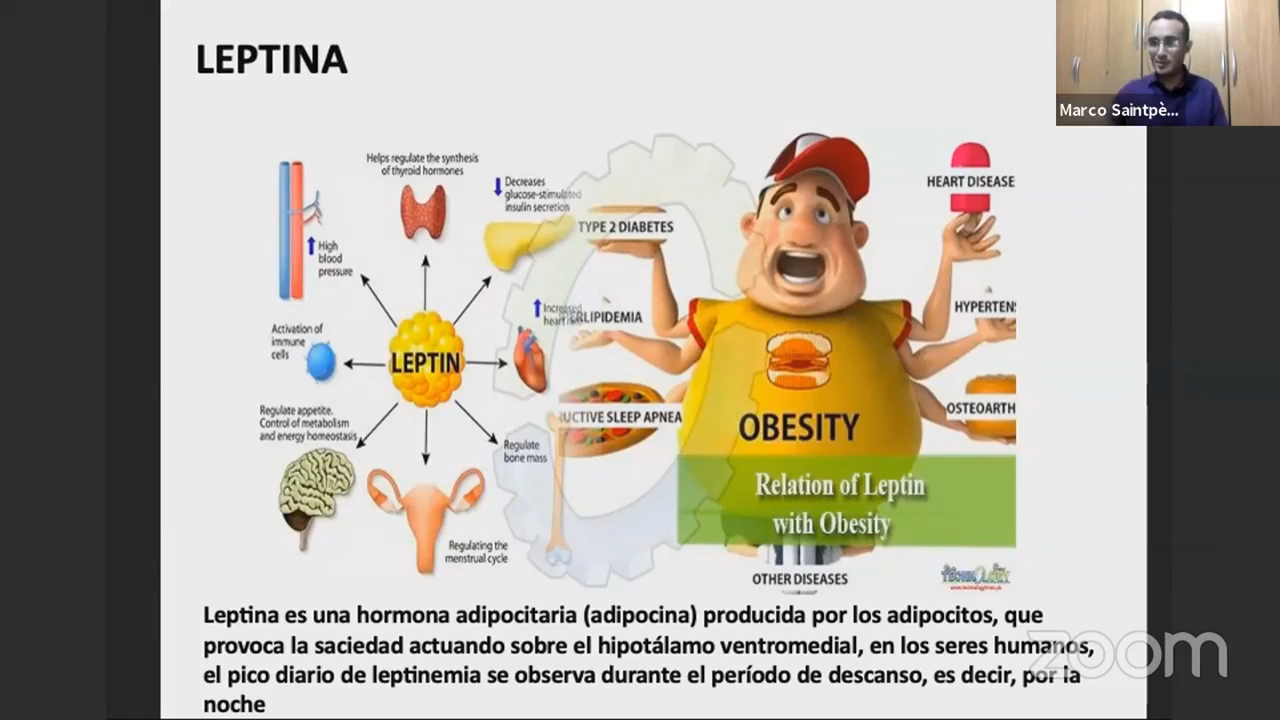 LEPTINA
Marco Saintpè...
Helps regulate the synthesis
of thyroid hormones
Decreases
glucose-stimulated
insulin secretion
High
blood
pressure
Increased
heart
Activation of
immune
cells
LEPTIN
Regulate appetite.
Control of metabolism
and energy homeostasis
Regulate
bone mass
Regulating the
menstrual cycle
TYPE 2 DIABETES
HEART DISEASE
ERLIPIDEMIA
HYPERTENS
UCTIVE SLEEP APNEA
OSTEOARTH
OBESITY
Relation of Leptin
with Obesity
OTHER DISEASES
Leptina es una hormona adipocitaria (adipocina) producida por los adipocitos, que
provoca la saciedad actuando sobre el hipotálamo ventromedial, en los seres humanos,
el pico diario de leptinemia se observa durante el período de descanso, es decir, por la
noche
zoom